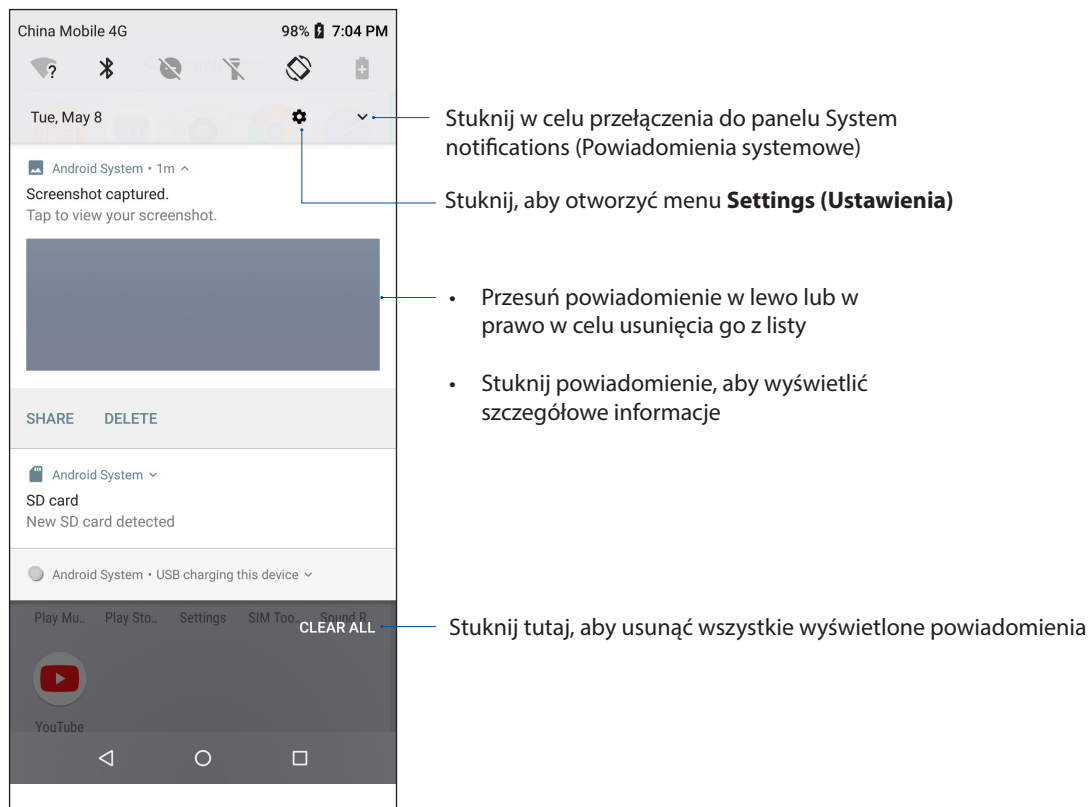 China Mobile 4G 98% 7:04 PM
?
Tue, May 8
Stuknij w celu przełączenia do panelu System
notifications (Powiadomienia systemowe)
Android System • 1m
Screenshot captured.
Tap to view your screenshot.
Stuknij, aby otworzyć menu Settings (Ustawienia)
• Przesuń powiadomienie w lewo lub w
prawo w celu usunięcia go z listy
• Stuknij powiadomienie, aby wyświetlić
szczegółowe informacje
SHARE DELETE
Android System
SD card
New SD card detected
Android System • USB charging this device
Play Mu.. Play Sto.. Settings SIM Too.. Sound R..
CLEAR ALL
Stuknij tutaj, aby usunąć wszystkie wyświetlone powiadomienia
YouTube